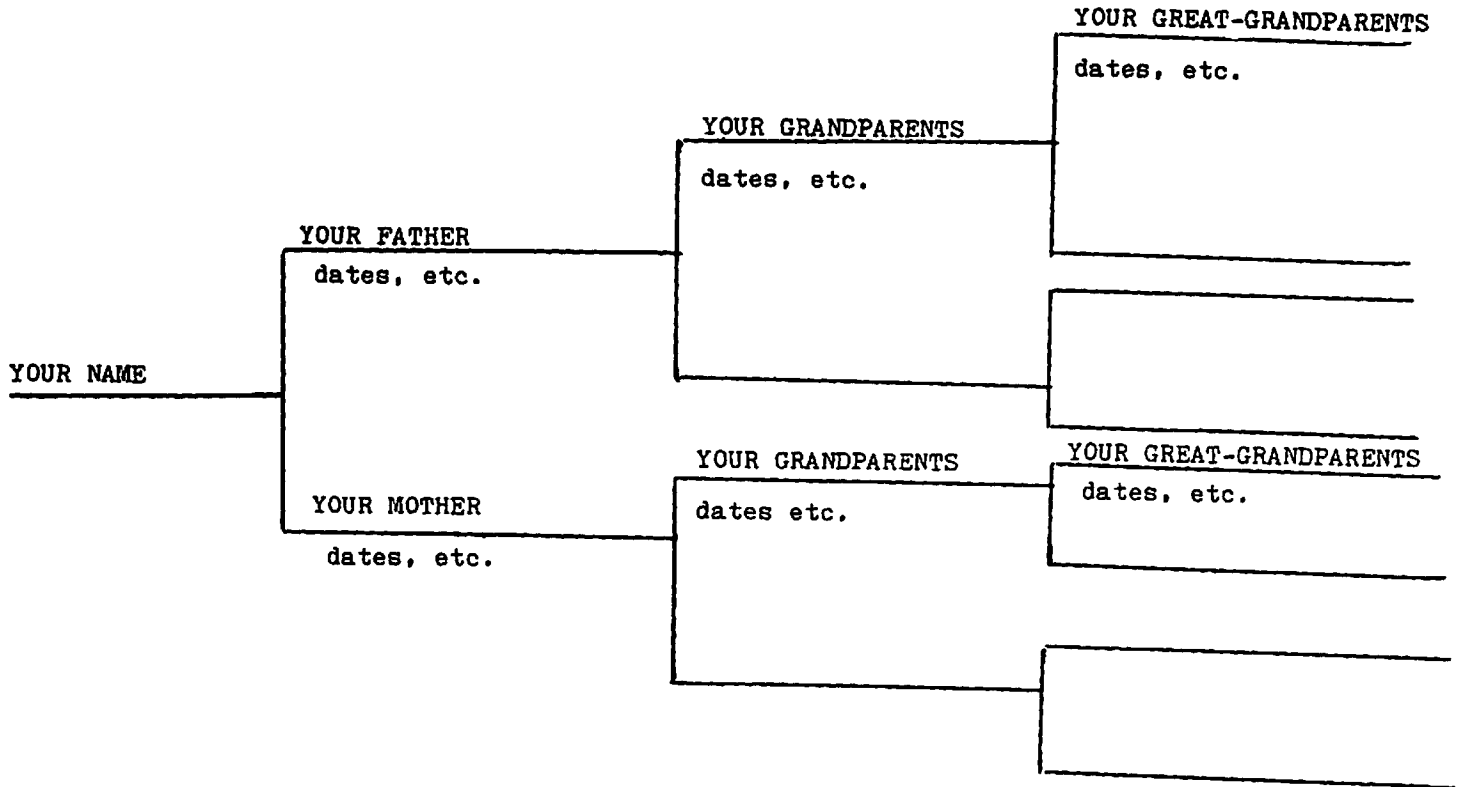 YOUR GREAT-GRANDPARENTS
dates, etc.
YOUR GRANDPARENTS
dates, etc.
YOUR FATHER
dates, etc.
YOUR NAME
YOUR GRANDPARENTS
dates etc.
YOUR GREAT-GRANDPARENTS
dates, etc.
YOUR MOTHER
dates, etc.